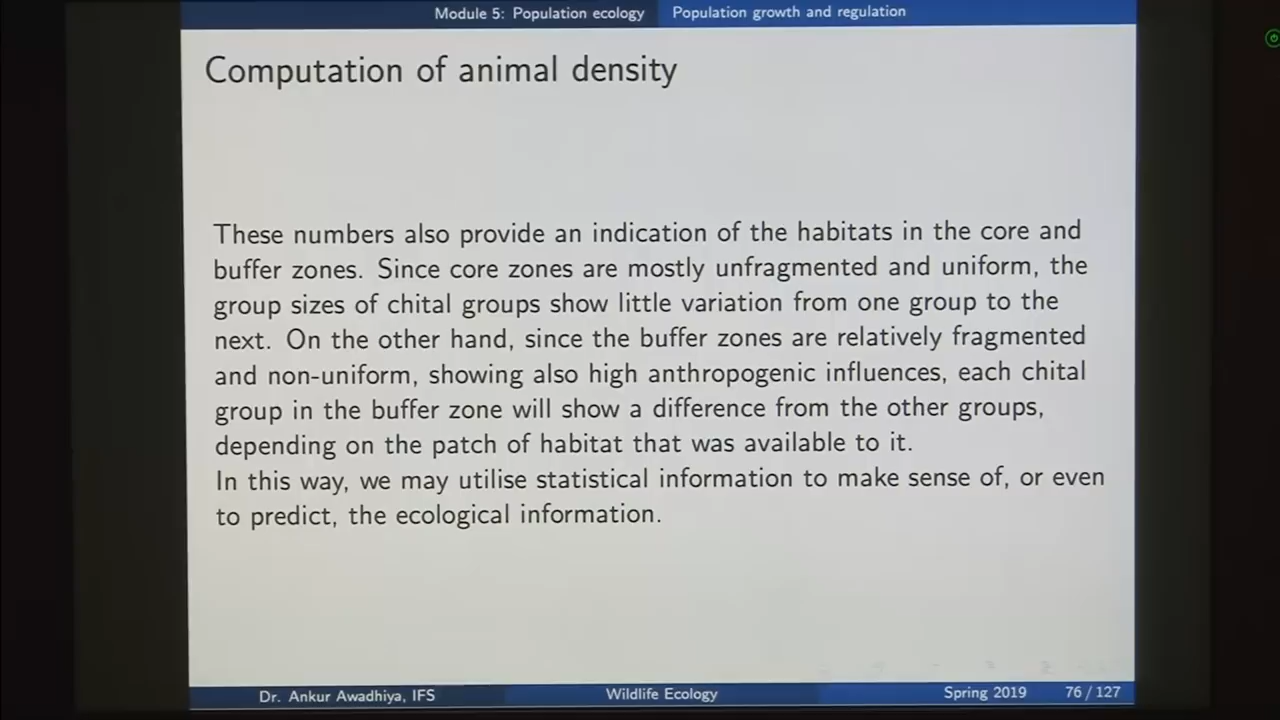 Module 5: Population ecology Population growth and regulation
Computation of animal density
These numbers also provide an indication of the habitats in the core and
buffer zones. Since core zones are mostly unfragmented and uniform, the
group sizes of chital groups show little variation from one group to the
next. On the other hand, since the buffer zones are relatively fragmented
and non-uniform, showing also high anthropogenic influences, each chital
group in the buffer zone will show a difference from the other groups,
depending on the patch of habitat that was available to it.
In this way, we may utilise statistical information to make sense of, or even
to predict, the ecological information.
Dr. Ankur Awadhiya, IFS Wildlife Ecology Spring 2019 76 / 127